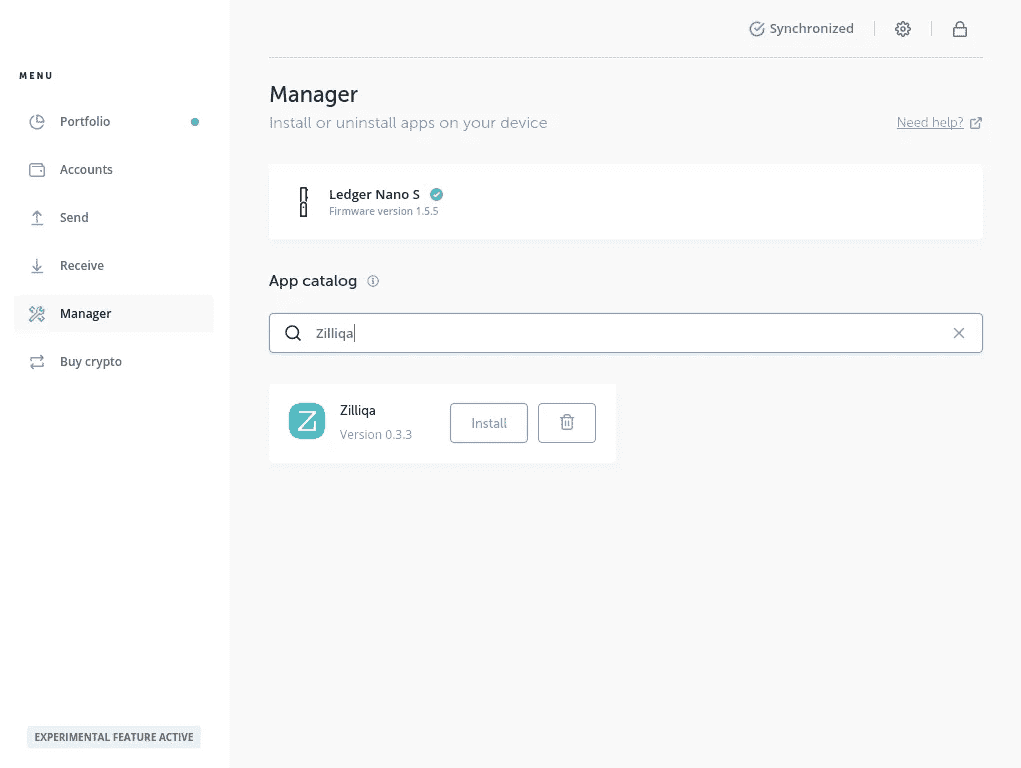 Synchronized
MENU
Portfolio
Accounts
Send
Receive
Manager
Buy crypto
EXPERIMENTAL FEATURE ACTIVE
Manager
Install or uninstall apps on your device
Need help?
Ledger Nano S
Firmware version 1.5.5
App catalog
Zilliqa
Zilliqa
Version 0.3.3
Install